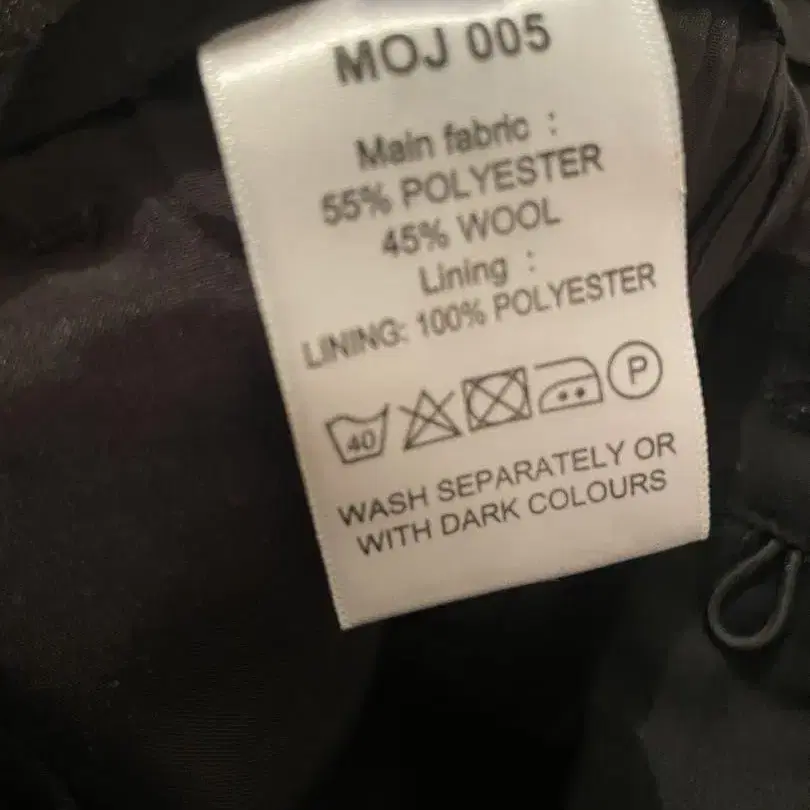 MOJ 005
Main fabric :
55% POLYESTER
45% WOOL
Lining :
LINING: 100% POLYESTER
40 P
WASH SEPARATELY OR
WITH DARK COLOURS